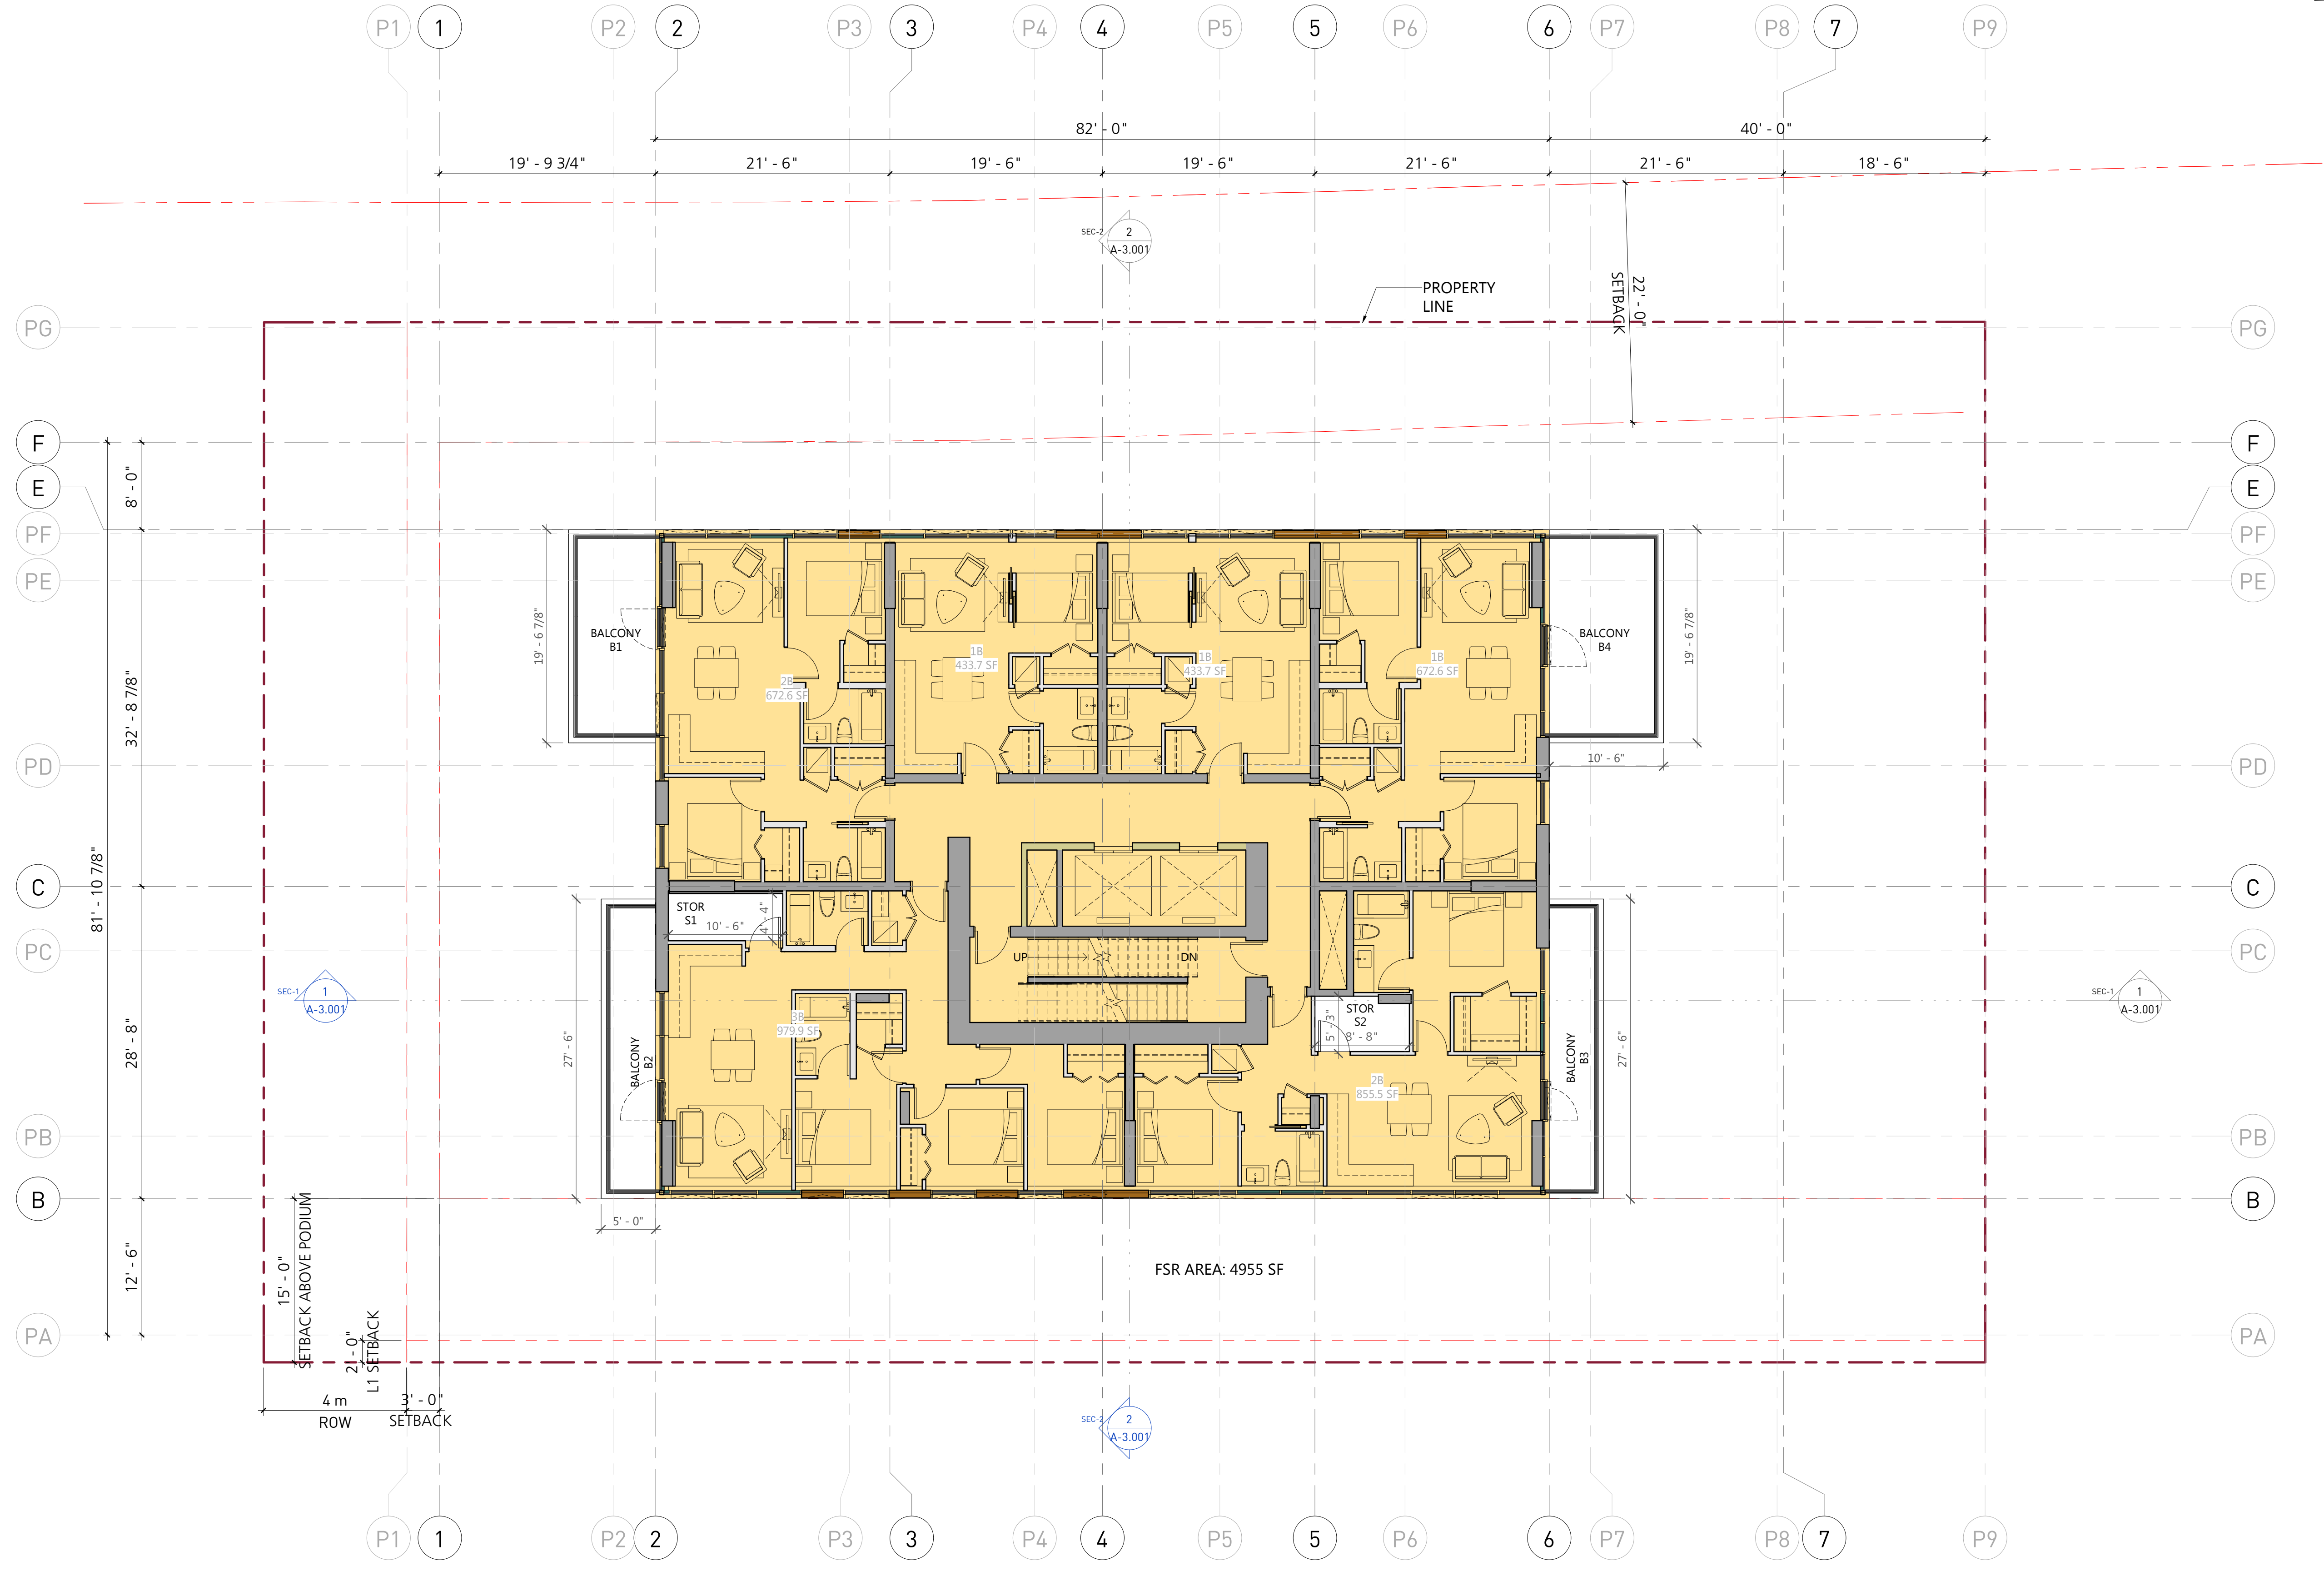 P1 1 P2 2 P3 3 P4 4 P5 5 P6 6 P7 P8 7 P9
82' - 0" 40' - 0"
19' - 9 3/4" 21' - 6" 19' - 6" 19' - 6" 21' - 6" 21' - 6" 18' - 6"
SEC-2 2
A-3.001
22' - 0"
SETBACK
PROPERTY
LINE
PG PG
F F
E E
PF PF
PE PE
8' - 0"
32' - 8 7/8"
81' - 10 7/8"
28' - 8"
12' - 6"
19' - 6 7/8"
BALCONY
B1
BALCONY
B4
19' - 6 7/8"
10' - 6"
2B
672.6 SF
1B
433.7 SF
1B
433.7 SF
1B
672.6 SF
PD PD
C C
STOR
S1
10' - 6"
4' - 4"
PC PC
UP DN
SEC-1 1
A-3.001
SEC-1 1
A-3.001
3B
979.9 SF
STOR
S2
5' - 3"
8' - 8"
27' - 6"
BALCONY
B2
BALCONY
B3
27' - 6"
2B
855.5 SF
PB PB
B B
5' - 0"
FSR AREA: 4955 SF
15' - 0"
SETBACK ABOVE PODIUM
2' - 0"
L1 SETBACK
PA PA
4 m
ROW
3' - 0"
SETBACK
SEC-2 2
A-3.001
P1 1 P2 2 P3 3 P4 4 P5 5 P6 6 P7 P8 7 P9